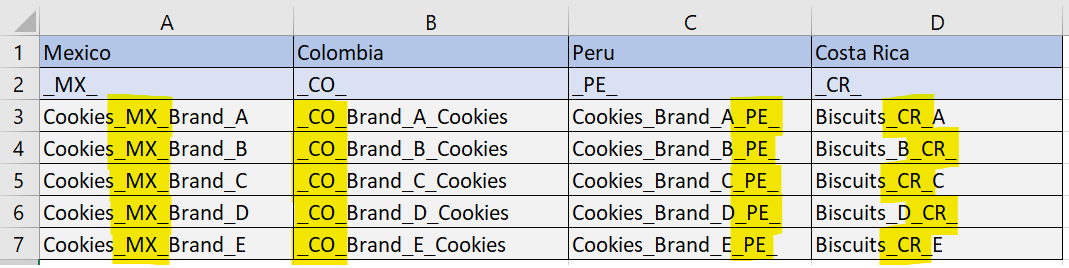 A B C D
1 Mexico Colombia Peru Costa Rica
2 _MX_ _CO_ _PE_ _CR_
3 Cookies_MX_Brand_A _CO_Brand_A_Cookies Cookies_Brand_A_PE_ Biscuits_CR_A
4 Cookies_MX_Brand_B _CO_Brand_B_Cookies Cookies_Brand_B_PE_ Biscuits_B_CR_
5 Cookies_MX_Brand_C _CO_Brand_C_Cookies Cookies_Brand_C_PE_ Biscuits_CR_C
6 Cookies_MX_Brand_D _CO_Brand_D_Cookies Cookies_Brand_D_PE_ Biscuits_D_CR_
7 Cookies_MX_Brand_E _CO_Brand_E_Cookies Cookies_Brand_E_PE_ Biscuits_CR_E